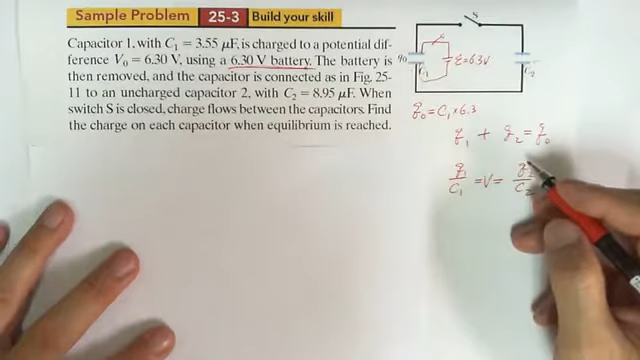 Sample Problem 25-3 Build your skill
Capacitor 1, with C₁ = 3.55 μF, is charged to a potential dif-
ference V₀ = 6.30 V, using a 6.30 V battery. The battery is
then removed, and the capacitor is connected as in Fig. 25-
11 to an uncharged capacitor 2, with C₂ = 8.95 μF. When
switch S is closed, charge flows between the capacitors. Find
the charge on each capacitor when equilibrium is reached.
S
q₀
ℰ=6.3V
C₁
C₂
q₀ = C₁ × 6.3
q₁ + q₂ = q₀
q₁/C₁ = V = q₂/C₂